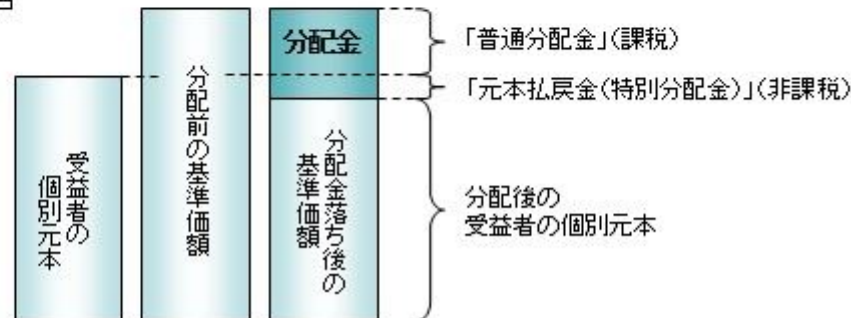 受益者の
個別元本
分配前の基準価額
分配金
分配金落ち後の
基準価額
「普通分配金」(課税)
「元本払戻金(特別分配金)」(非課税)
分配後の
受益者の個別元本